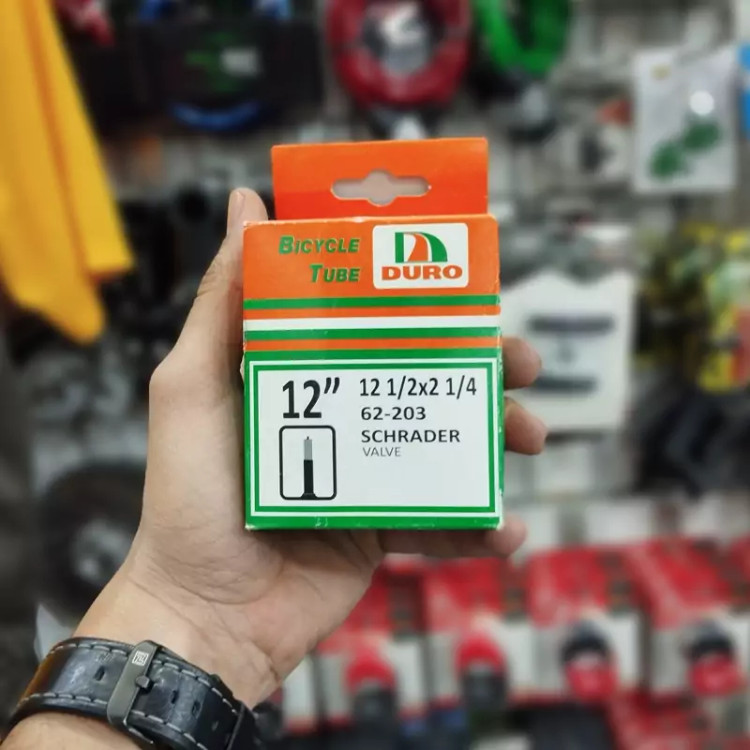 BICYCLE
TUBE
DURO
12”
12 1/2x2 1/4
62-203
SCHRADER
VALVE